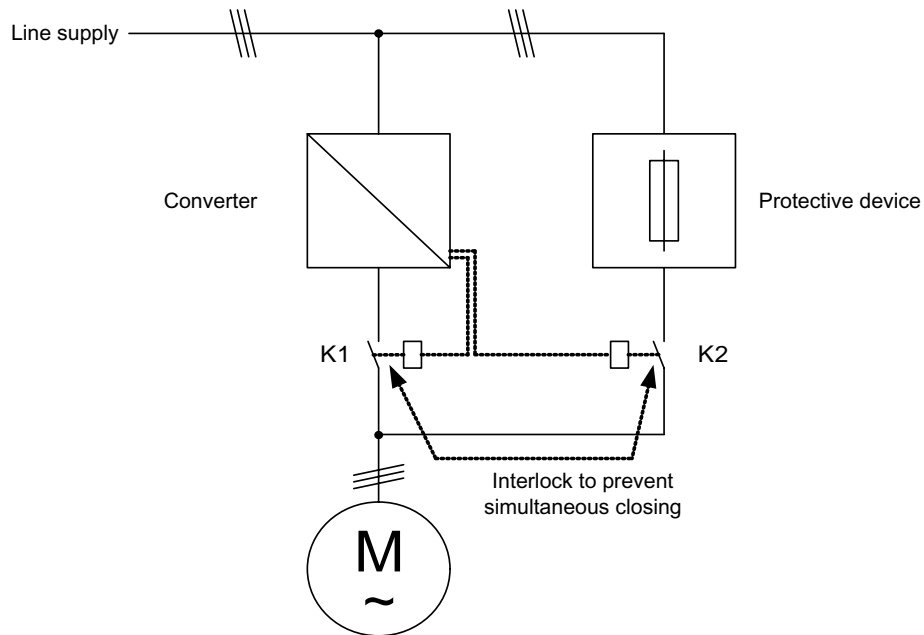 Line supply
Converter
Protective device
K1
K2
Interlock to prevent
simultaneous closing
M
~